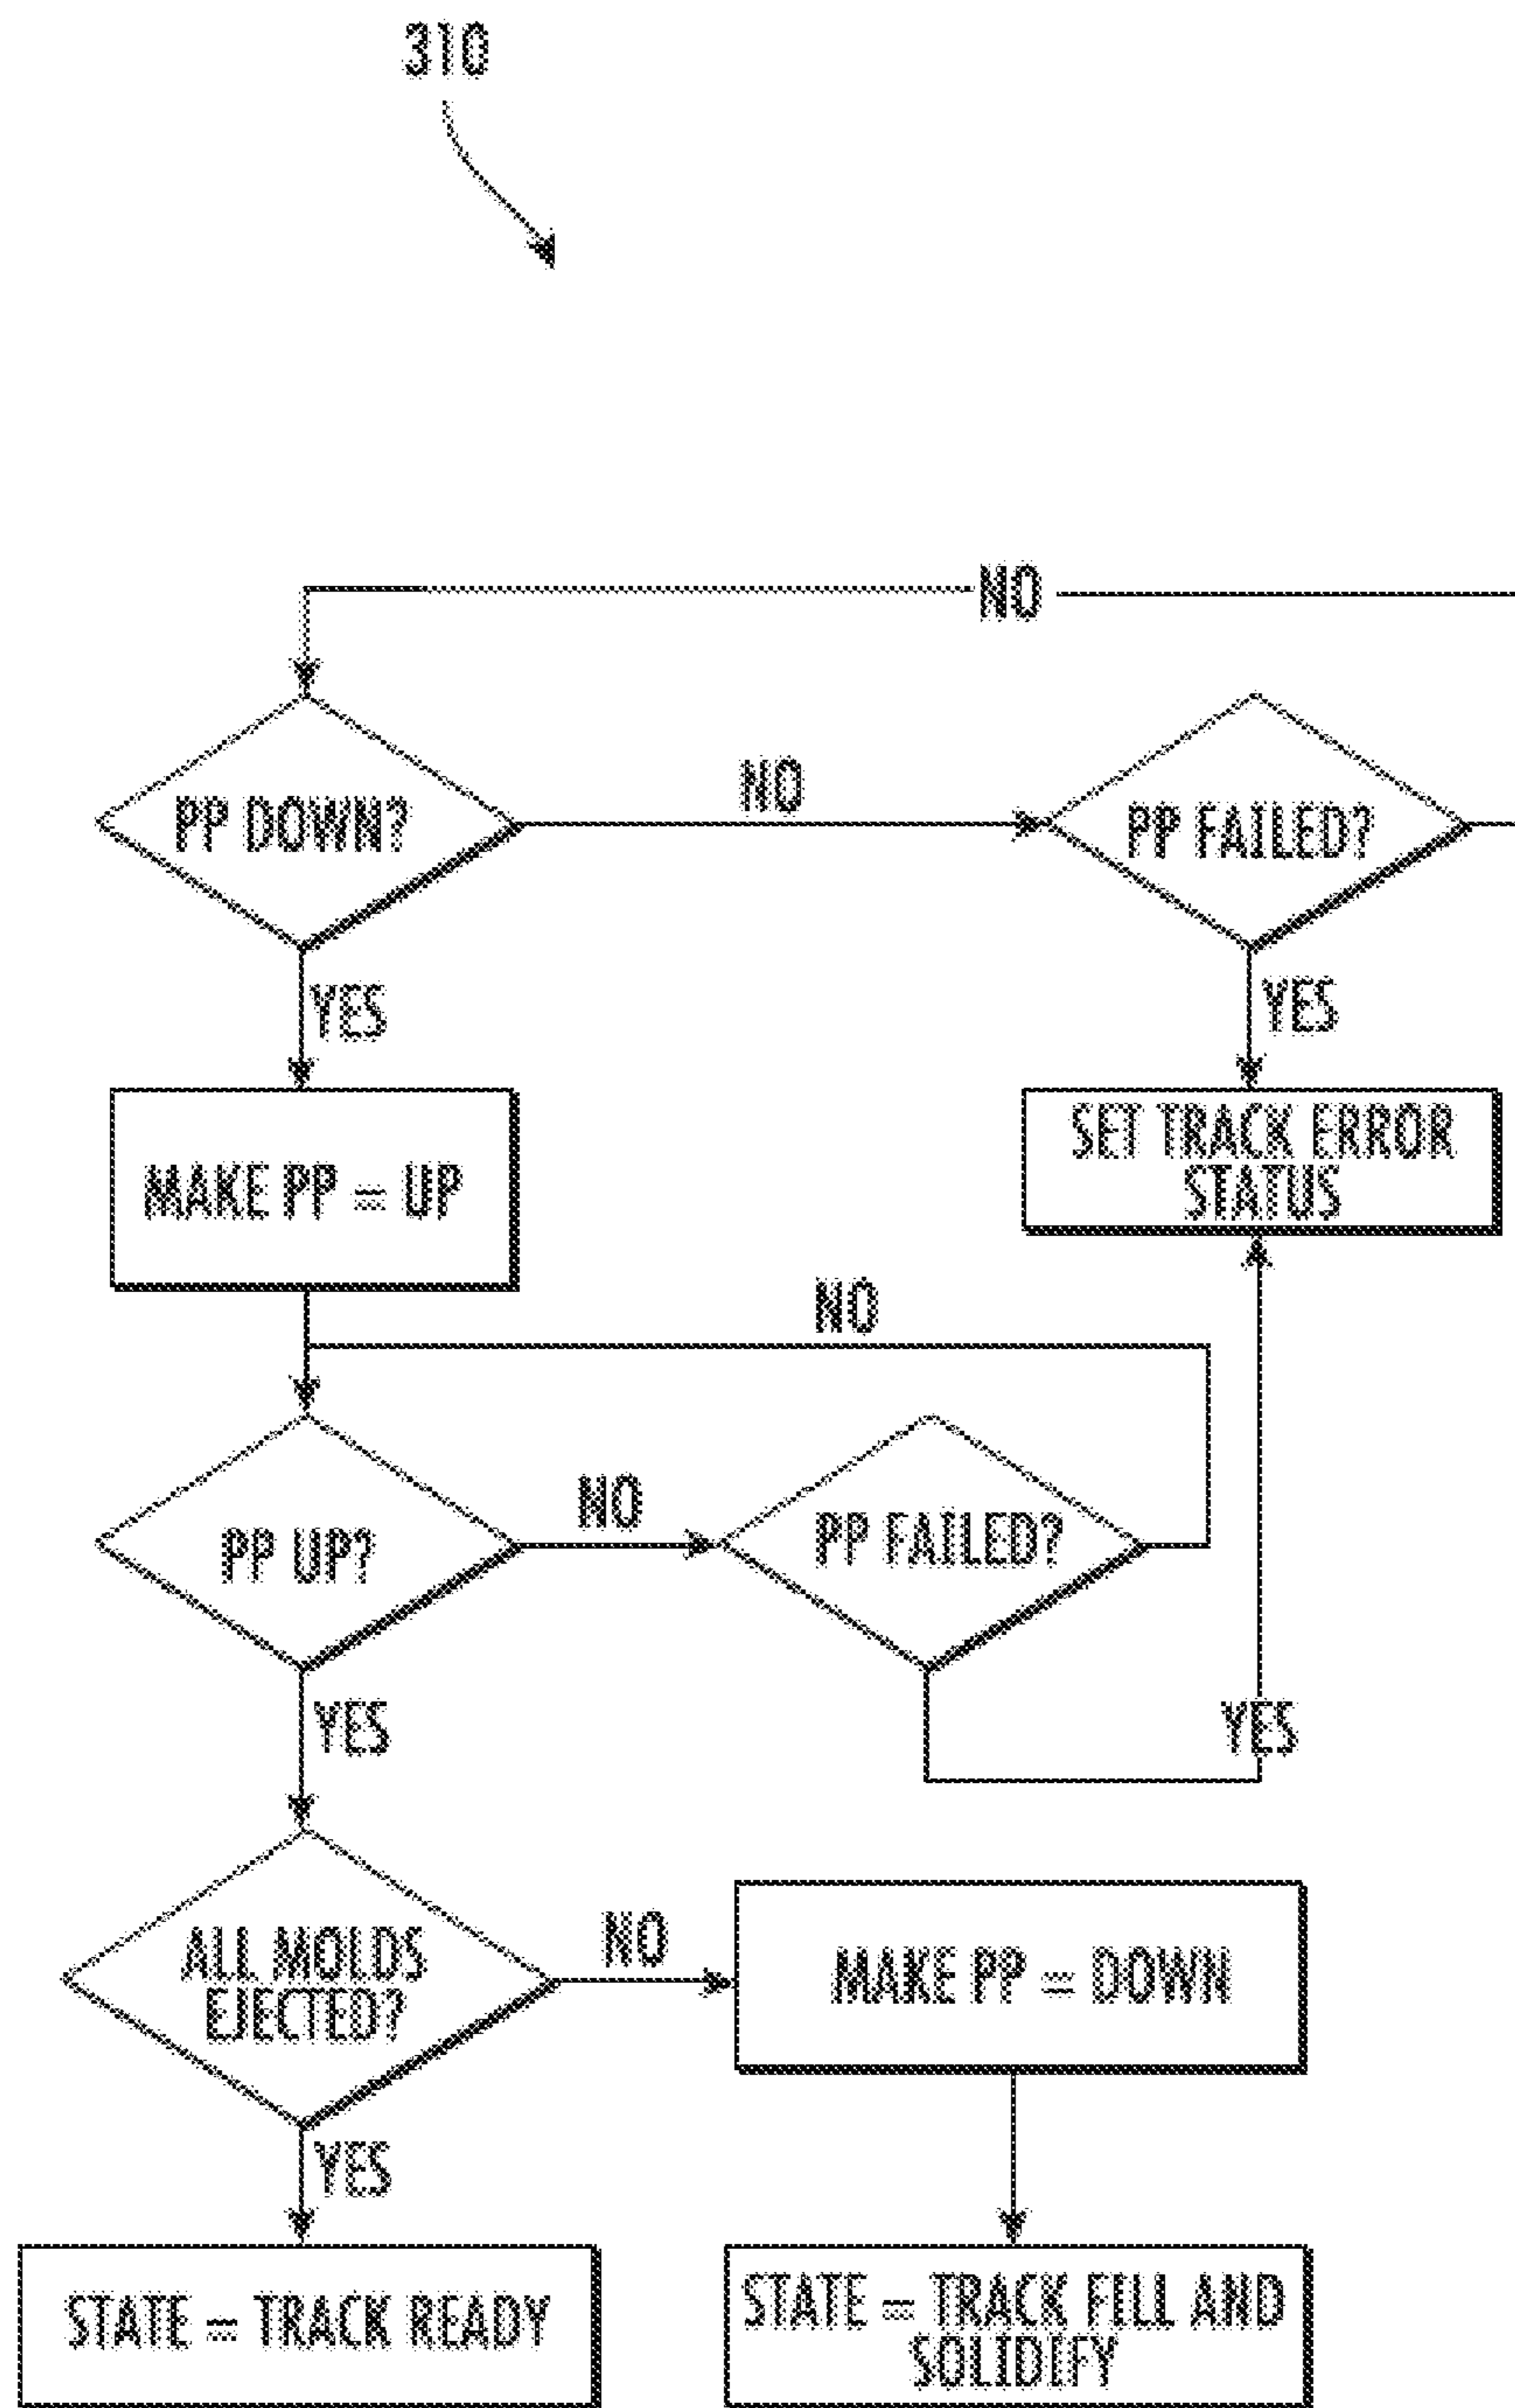 310
NO
PP DOWN?
NO
PP FAILED?
YES
YES
MAKE PP = UP
SET TRACK ERROR
STATUS
NO
PP UP?
NO
PP FAILED?
YES
YES
ALL MOLDS
EJECTED?
NO
MAKE PP = DOWN
YES
STATE = TRACK READY
STATE = TRACK FILL AND
SOLIDIFY